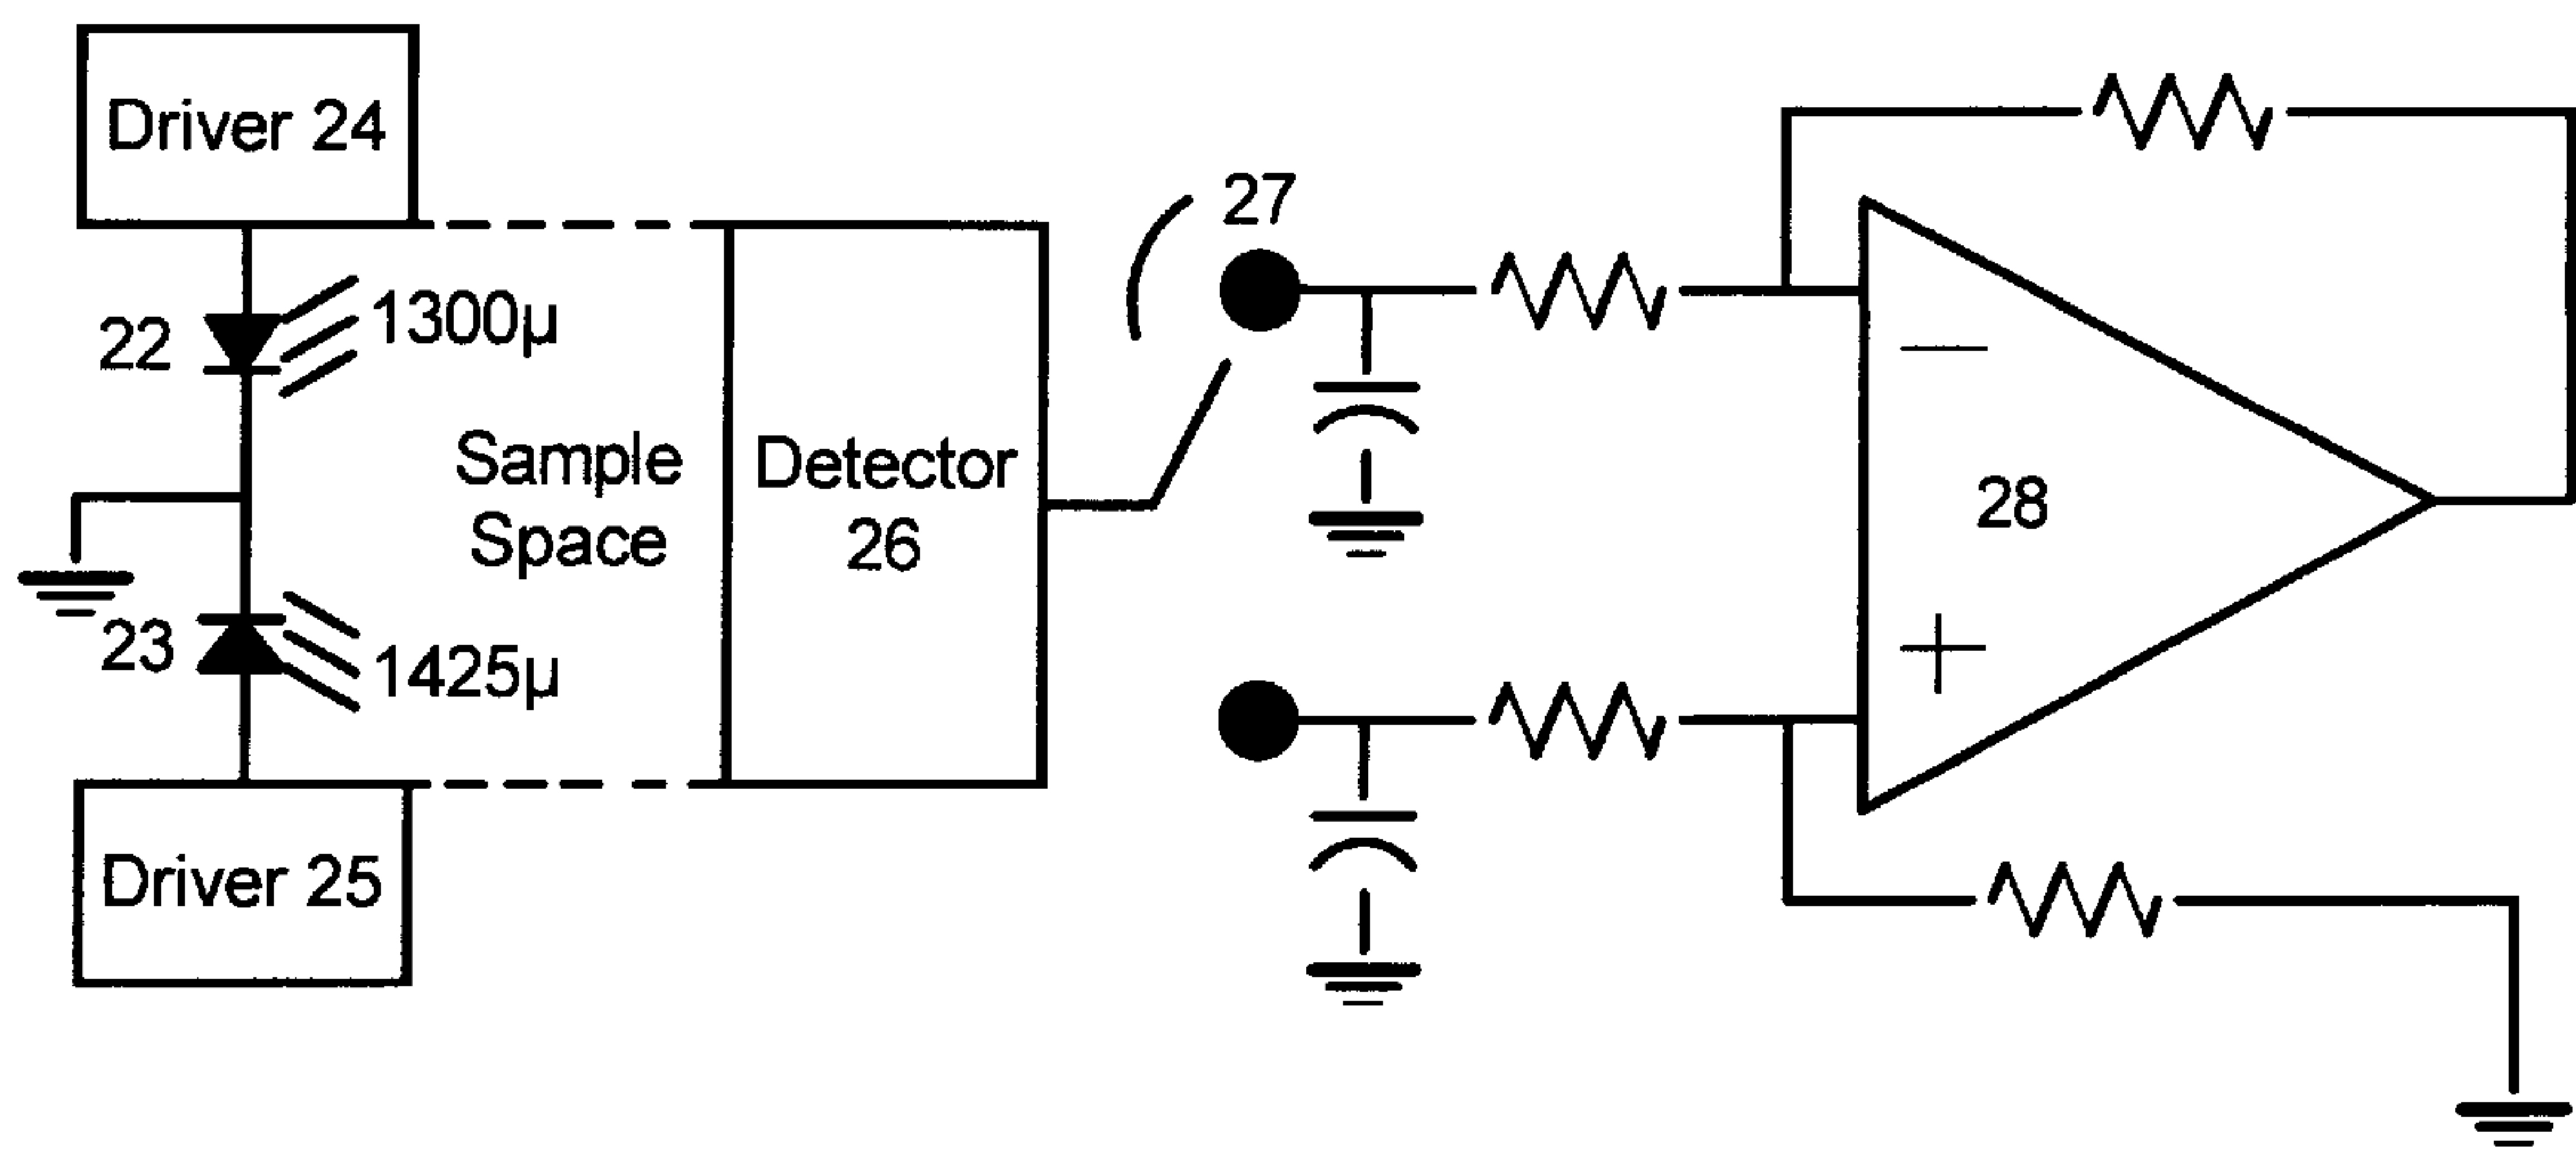 Driver 24
22
1300µ
Sample
Space
23
1425µ
Driver 25
Detector
26
27
28